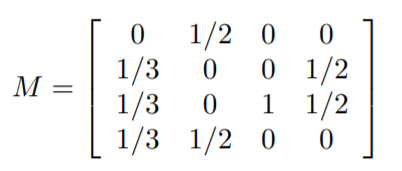 0 1/2 0 0
1/3 0 0 1/2
M =
1/3 0 1 1/2
1/3 1/2 0 0